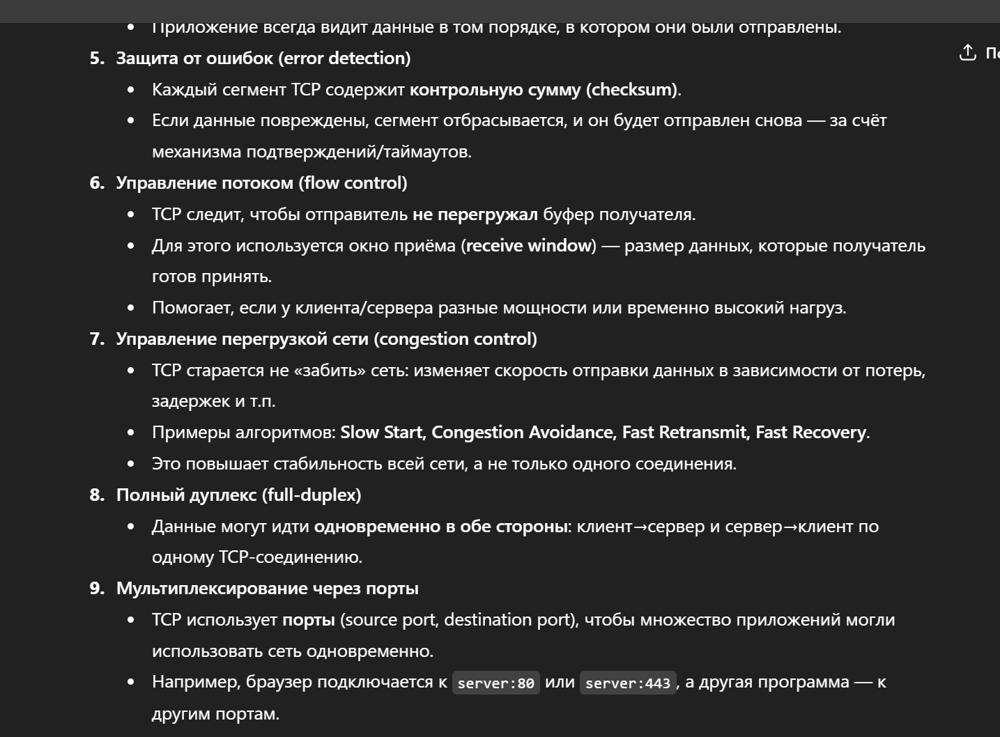 • Приложение всегда видит данные в том порядке, в котором они были отправлены.
5. Защита от ошибок (error detection)
• Каждый сегмент TCP содержит контрольную сумму (checksum).
• Если данные повреждены, сегмент отбрасывается, и он будет отправлен снова — за счёт
механизма подтверждений/таймаутов.
6. Управление потоком (flow control)
• TCP следит, чтобы отправитель не перегружал буфер получателя.
• Для этого используется окно приёма (receive window) — размер данных, которые получатель
готов принять.
• Помогает, если у клиента/сервера разные мощности или временно высокий нагруз.
7. Управление перегрузкой сети (congestion control)
• TCP старается не «забить» сеть: изменяет скорость отправки данных в зависимости от потерь,
задержек и т.п.
• Примеры алгоритмов: Slow Start, Congestion Avoidance, Fast Retransmit, Fast Recovery.
• Это повышает стабильность всей сети, а не только одного соединения.
8. Полный дуплекс (full-duplex)
• Данные могут идти одновременно в обе стороны: клиент→сервер и сервер→клиент по
одному TCP-соединению.
9. Мультиплексирование через порты
• TCP использует порты (source port, destination port), чтобы множество приложений могли
использовать сеть одновременно.
• Например, браузер подключается к server:80 или server:443, а другая программа — к
другим портам.